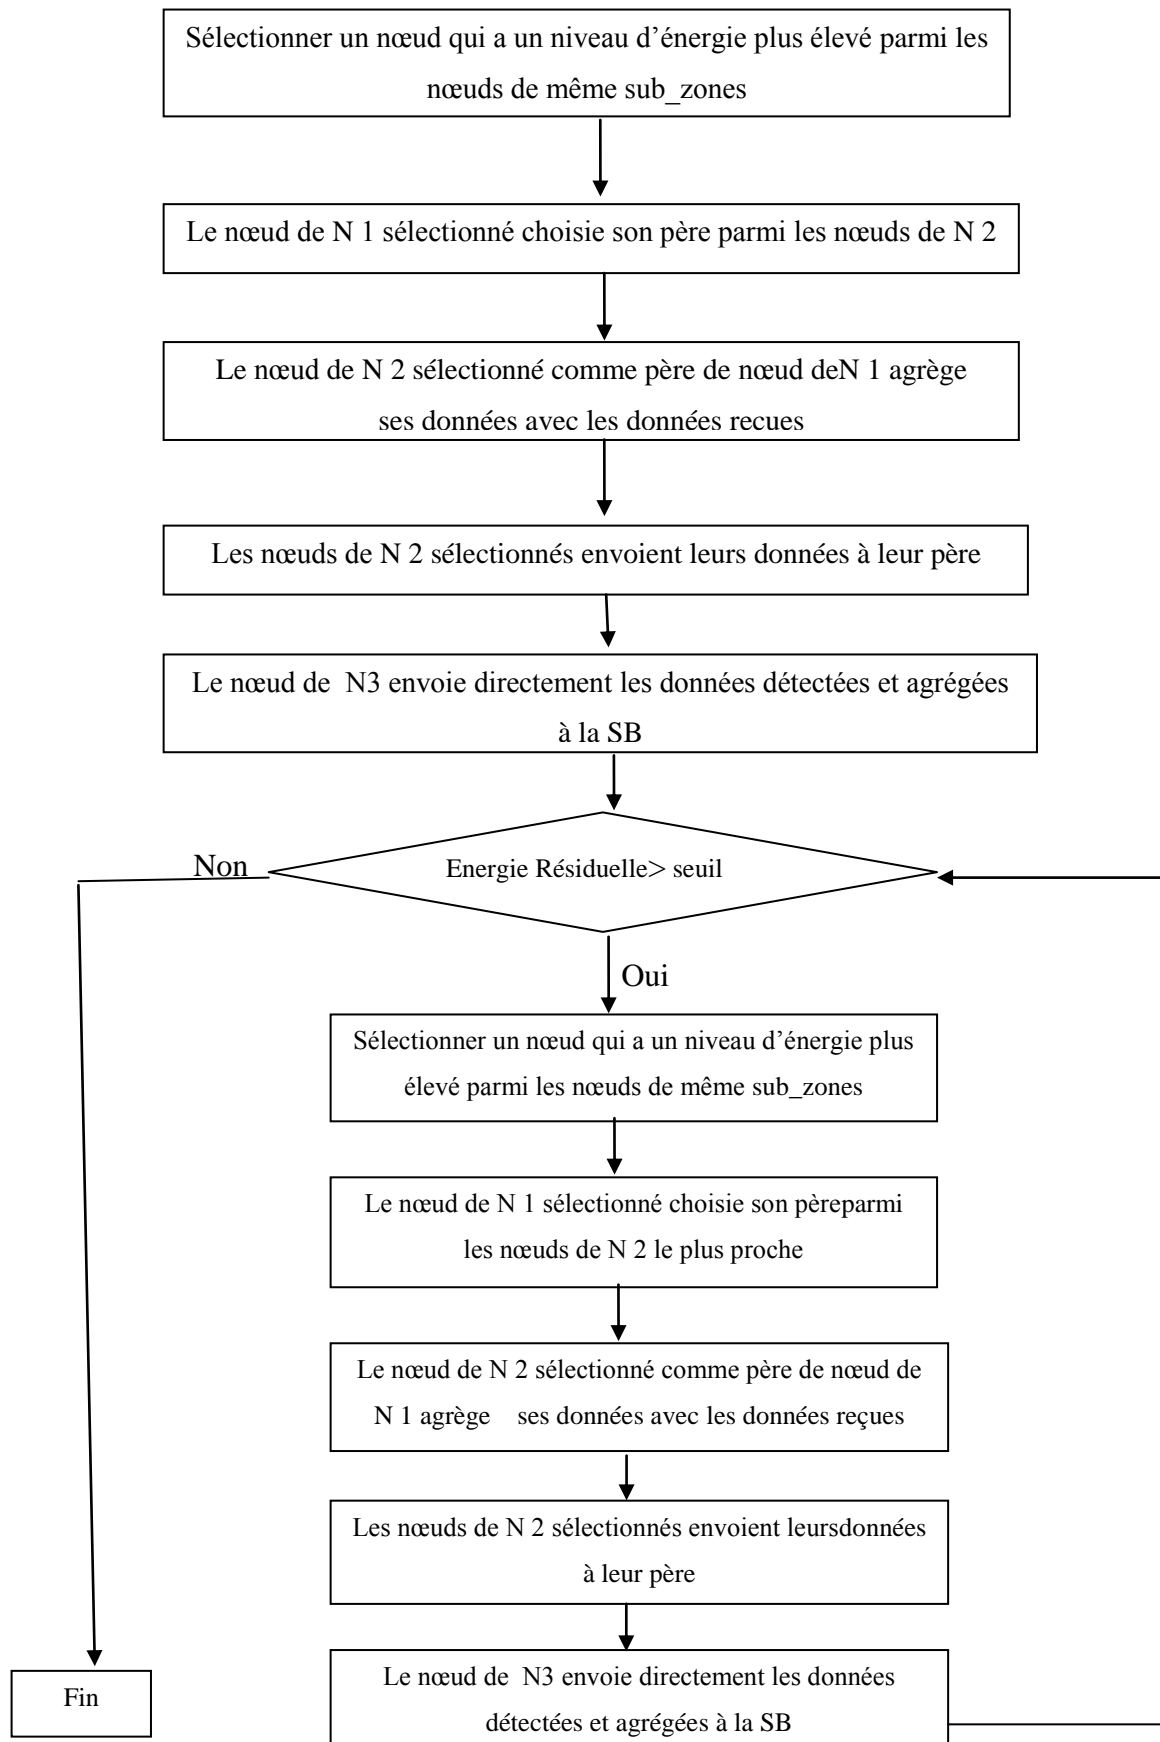 Sélectionner un nœud qui a un niveau d’énergie plus élevé parmi les
nœuds de même sub_zones
Le nœud de N 1 sélectionné choisie son père parmi les nœuds de N 2
Le nœud de N 2 sélectionné comme père de nœud deN 1 agrège
ses données avec les données recues
Les nœuds de N 2 sélectionnés envoient leurs données à leur père
Le nœud de N3 envoie directement les données détectées et agrégées
à la SB
Non
Energie Résiduelle> seuil
Oui
Sélectionner un nœud qui a un niveau d’énergie plus
élevé parmi les nœuds de même sub_zones
Le nœud de N 1 sélectionné choisie son pèreparmi
les nœuds de N 2 le plus proche
Le nœud de N 2 sélectionné comme père de nœud de
N 1 agrège ses données avec les données reçues
Les nœuds de N 2 sélectionnés envoient leursdonnées
à leur père
Le nœud de N3 envoie directement les données
détectées et agrégées à la SB
Fin